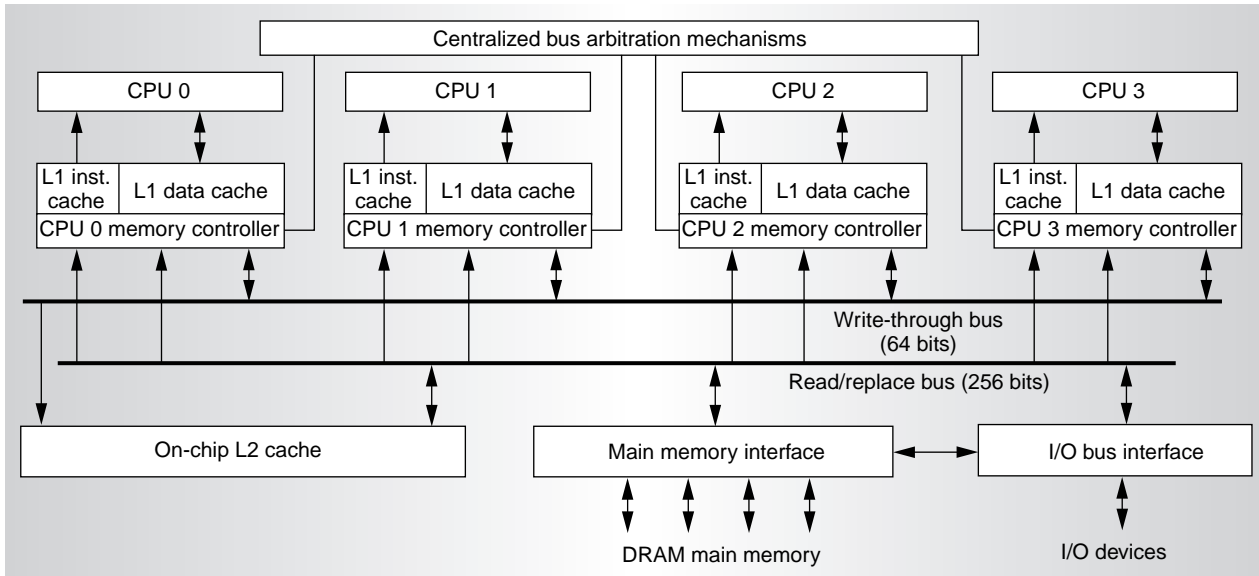 Centralized bus arbitration mechanisms
CPU 0
CPU 1
CPU 2
CPU 3
L1 inst.
cache
L1 data cache
L1 inst.
cache
L1 data cache
L1 inst.
cache
L1 data cache
L1 inst.
cache
L1 data cache
CPU 0 memory controller
CPU 1 memory controller
CPU 2 memory controller
CPU 3 memory controller
Write-through bus
(64 bits)
Read/replace bus (256 bits)
On-chip L2 cache
Main memory interface
I/O bus interface
DRAM main memory
I/O devices